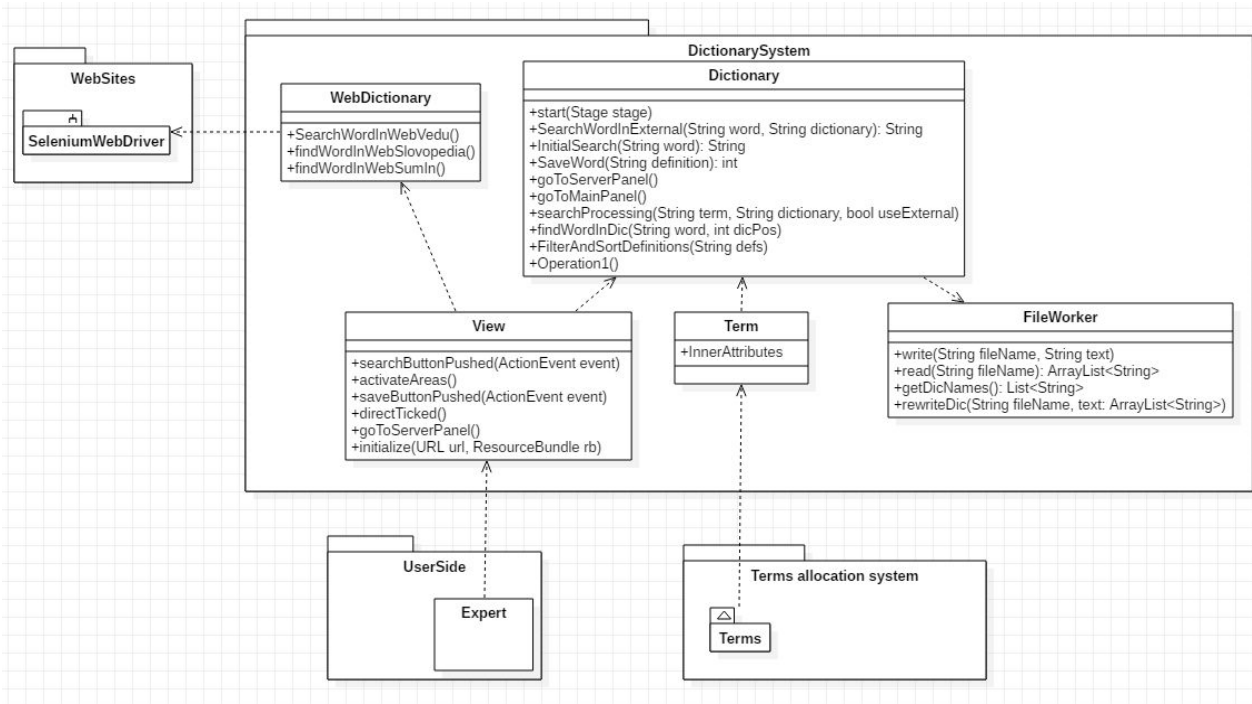 DictionarySystem
WebSites
SeleniumWebDriver
WebDictionary
+SearchWordInWebVedu()
+findWordInWebSlovopedia()
+findWordInWebSumIn()
Dictionary
+start(Stage stage)
+SearchWordInExternal(String word, String dictionary): String
+InitialSearch(String word): String
+SaveWord(String definition): int
+goToServerPanel()
+goToMainPanel()
+searchProcessing(String term, String dictionary, bool useExternal)
+findWordInDic(String word, int dicPos)
+FilterAndSortDefinitions(String defs)
+Operation1()
View
+searchButtonPushed(ActionEvent event)
+activateAreas()
+saveButtonPushed(ActionEvent event)
+directTicked()
+goToServerPanel()
+initialize(URL url, ResourceBundle rb)
Term
+InnerAttributes
FileWorker
+write(String fileName, String text)
+read(String fileName): ArrayList<String>
+getDicNames(): List<String>
+rewriteDic(String fileName, text: ArrayList<String>)
UserSide
Expert
Terms allocation system
Terms